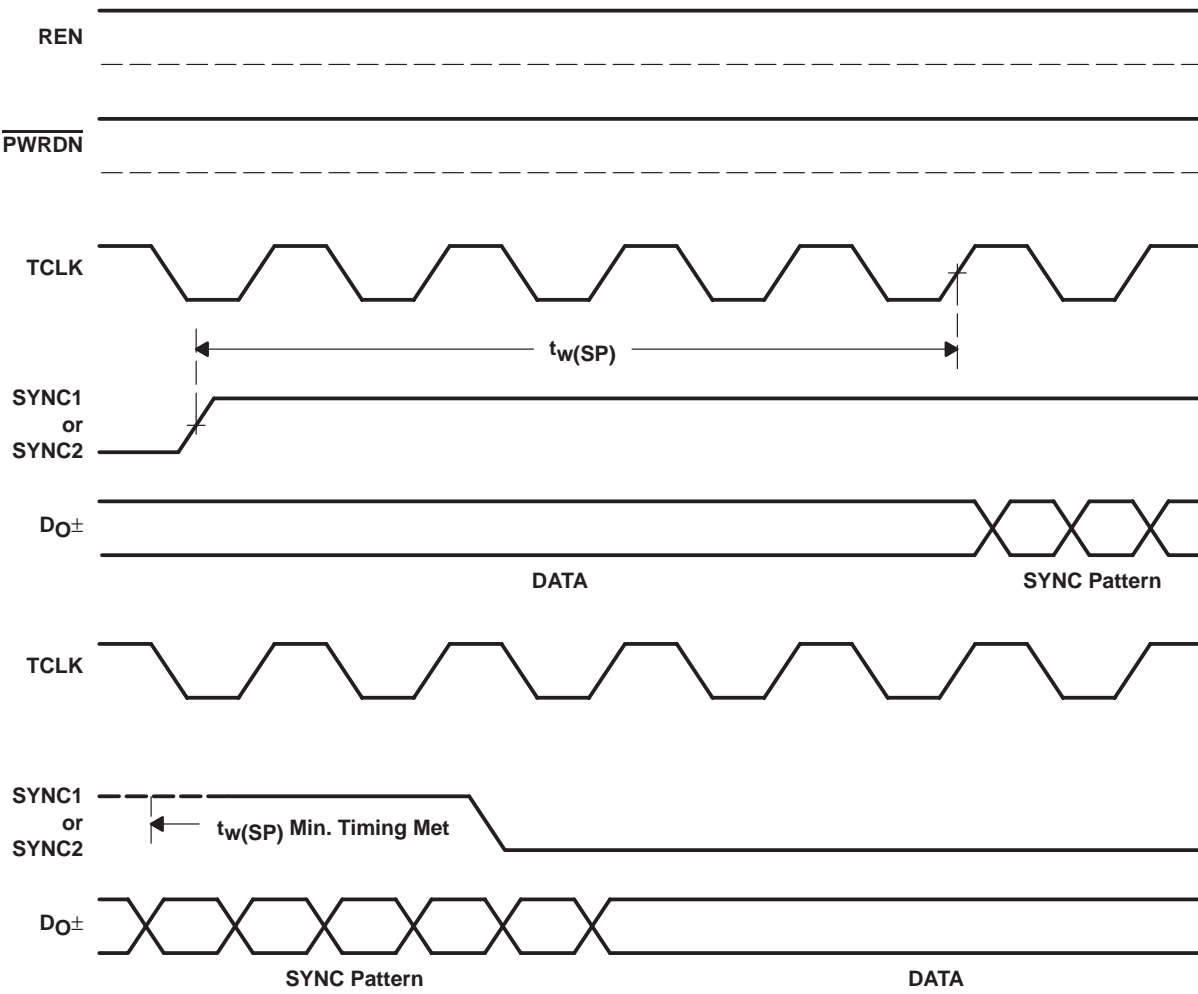 REN
PWRDN
TCLK
tw(SP)
SYNC1
or
SYNC2
DO±
DATA
SYNC Pattern
TCLK
SYNC1
or
SYNC2
tw(SP) Min. Timing Met
DO±
SYNC Pattern
DATA